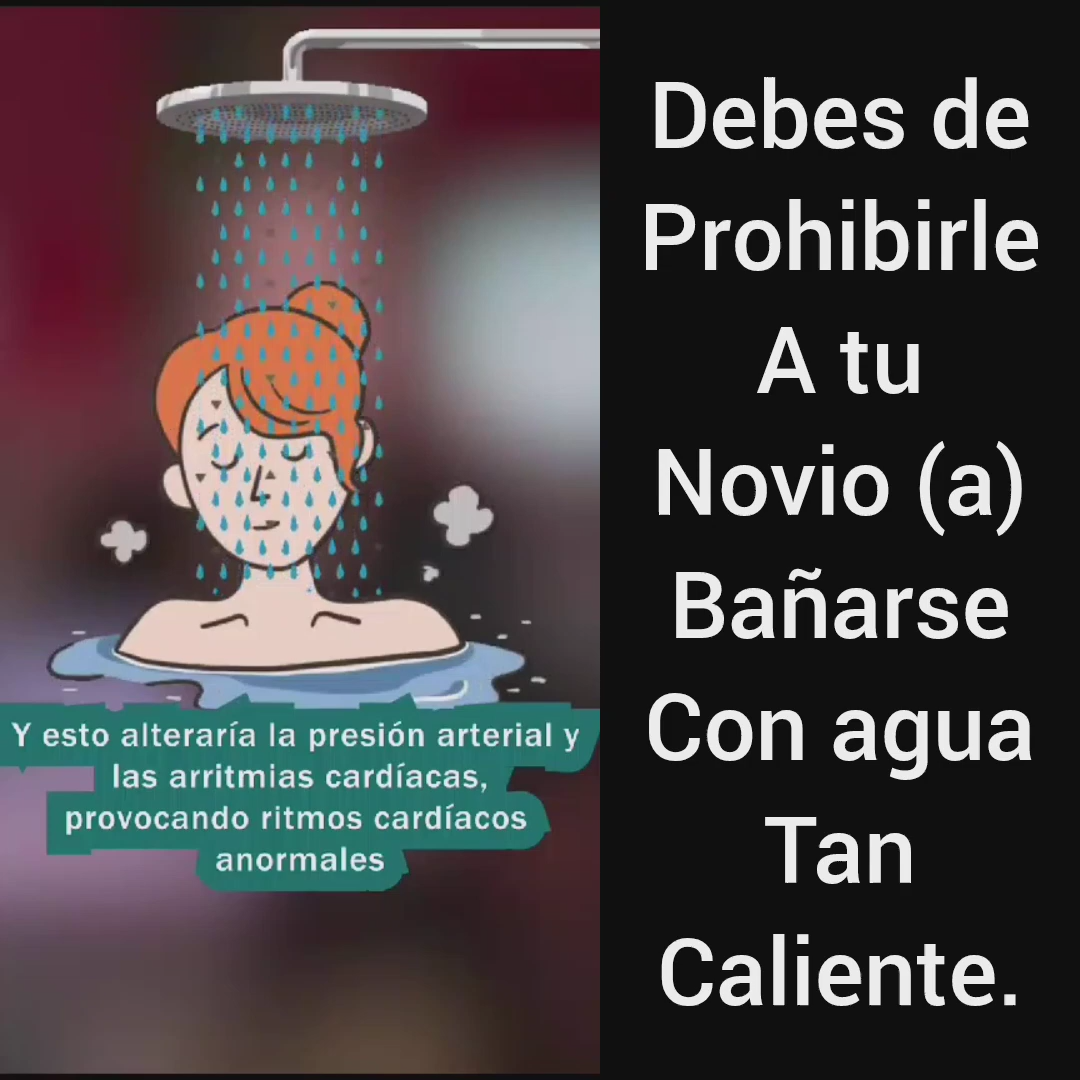 Y esto alteraría la presión arterial y
las arritmias cardíacas,
provocando ritmos cardíacos
anormales
Debes de
Prohibirle
A tu
Novio (a)
Bañarse
Con agua
Tan
Caliente.